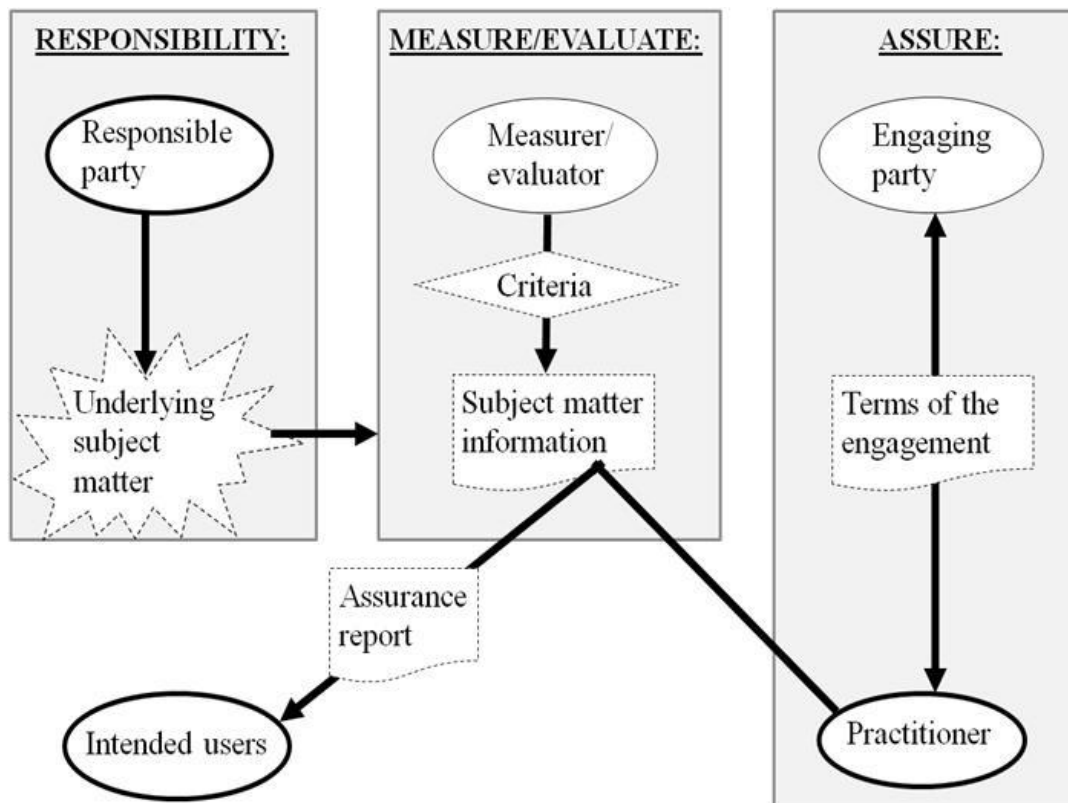 RESPONSIBILITY:
Responsible
party
Underlying
subject
matter
MEASURE/EVALUATE:
Measurer/
evaluator
Criteria
Subject matter
information
ASSURE:
Engaging
party
Terms of the
engagement
Assurance
report
Intended users
Practitioner